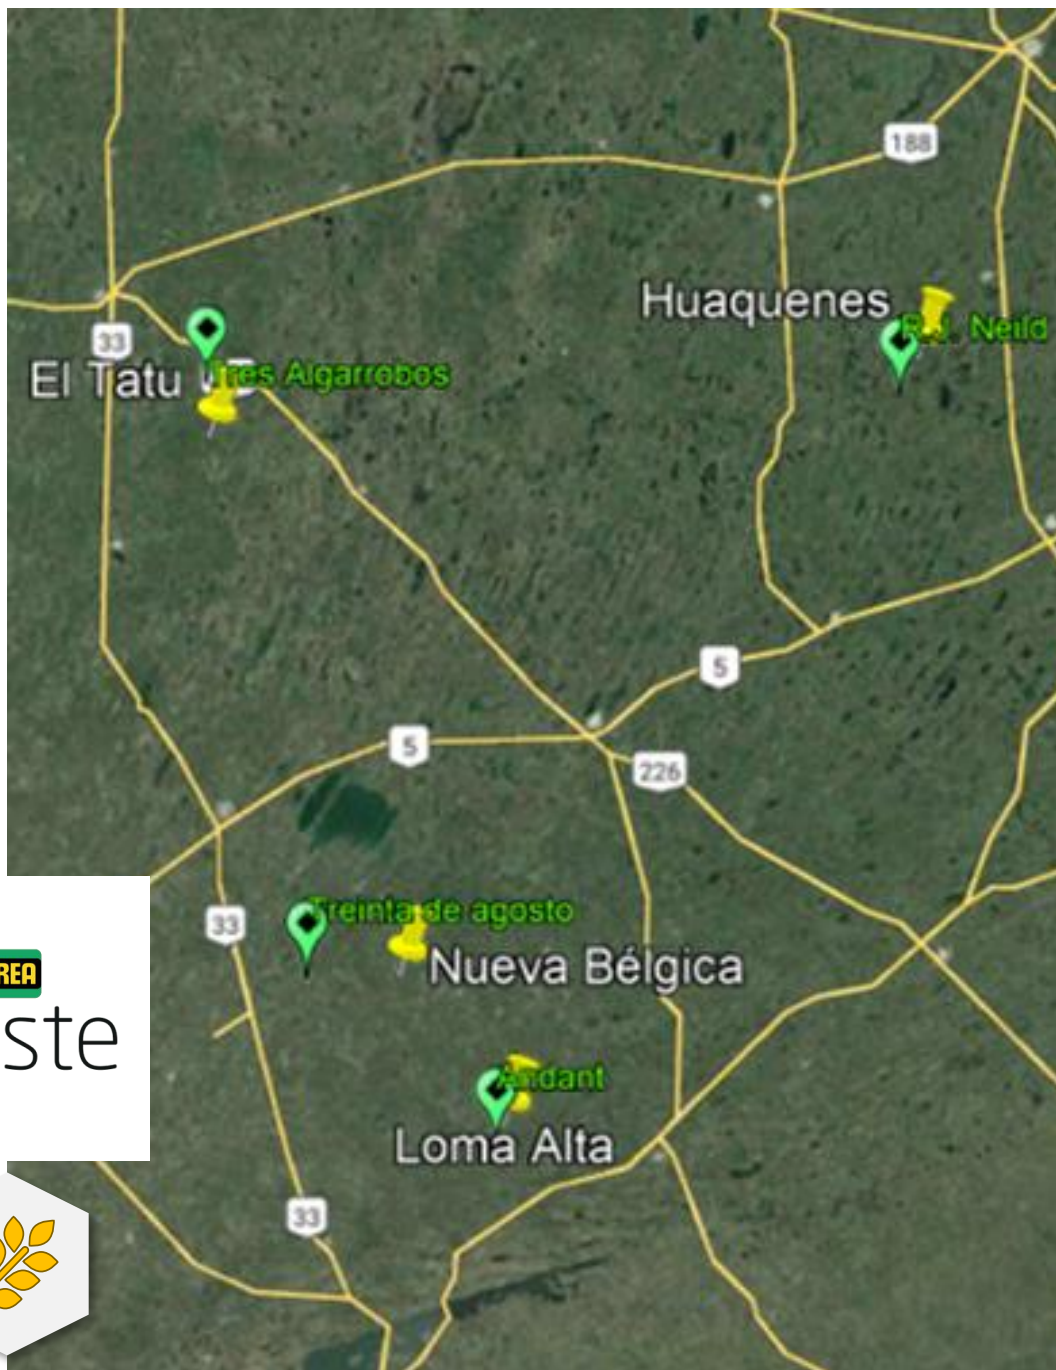 188
Huaquenes
R.J. Neild
33
El Tatu
Tres Algarrobos
5
5
226
Treinta de agosto
33
Nueva Bélgica
REA
ste
Andant
Loma Alta
33